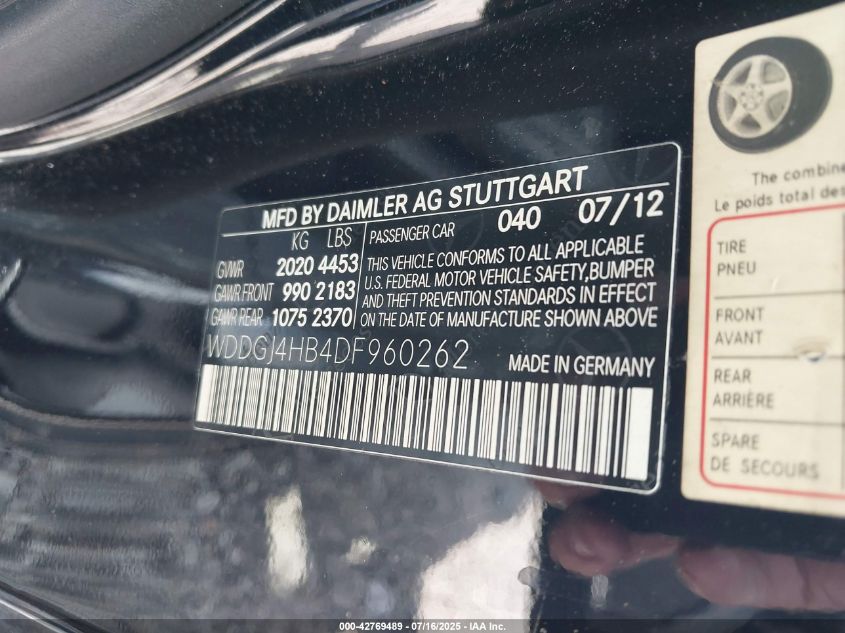 MFD BY DAIMLER AG STUTTGART
KG LBS PASSENGER CAR 040 07/12
GVWR 2020 4453
GAWR FRONT 990 2183
GAWR REAR 1075 2370
THIS VEHICLE CONFORMS TO ALL APPLICABLE
U.S. FEDERAL MOTOR VEHICLE SAFETY,BUMPER
AND THEFT PREVENTION STANDARDS IN EFFECT
ON THE DATE OF MANUFACTURE SHOWN ABOVE
WDDGJ4HB4DF960262 MADE IN GERMANY
The combine
Le poids total des
TIRE
PNEU
FRONT
AVANT
REAR
ARRIÈRE
SPARE
DE SECOURS
000-42769489 - 07/16/2025 - IAA Inc.